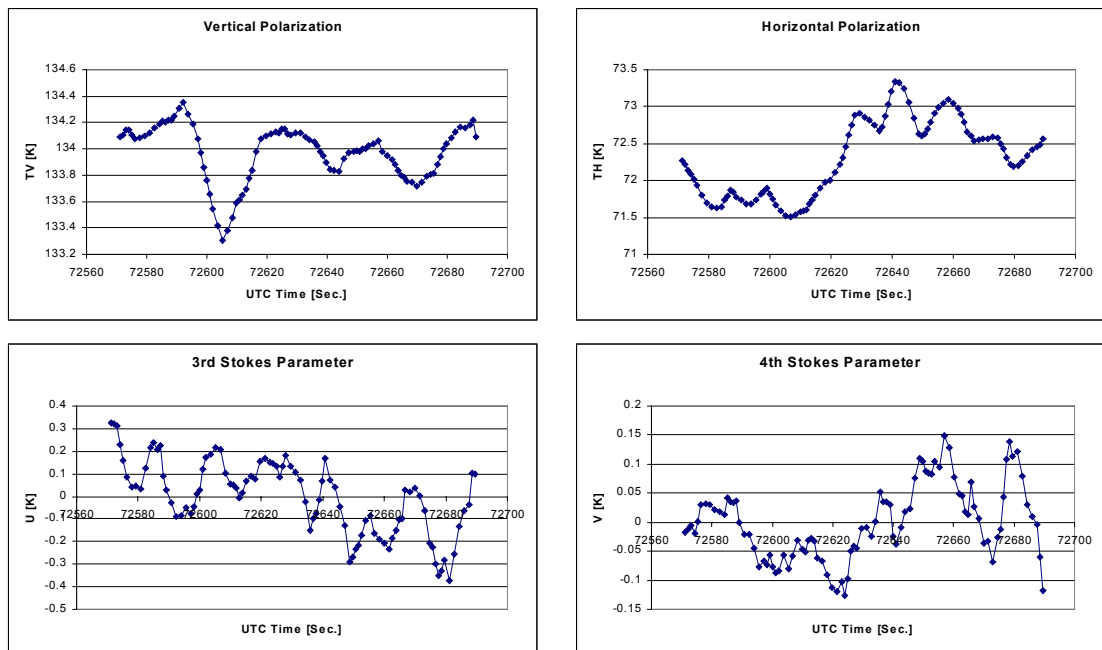 Vertical Polarization
134.6
134.4
134.2
134
133.8
133.6
133.4
133.2
TV [K]
72560 72580 72600 72620 72640 72660 72680 72700
UTC Time [Sec.]
Horizontal Polarization
73.5
73
72.5
72
71.5
71
TH [K]
72560 72580 72600 72620 72640 72660 72680 72700
UTC Time [Sec.]
3rd Stokes Parameter
0.4
0.3
0.2
0.1
0
-0.1
-0.2
-0.3
-0.4
-0.5
U [K]
72560 72580 72600 72620 72640 72660 72680 72700
UTC Time [Sec.]
4th Stokes Parameter
0.2
0.15
0.1
0.05
0
-0.05
-0.1
-0.15
V [K]
72560 72580 72600 72620 72640 72660 72680 72700
UTC Time [Sec.]